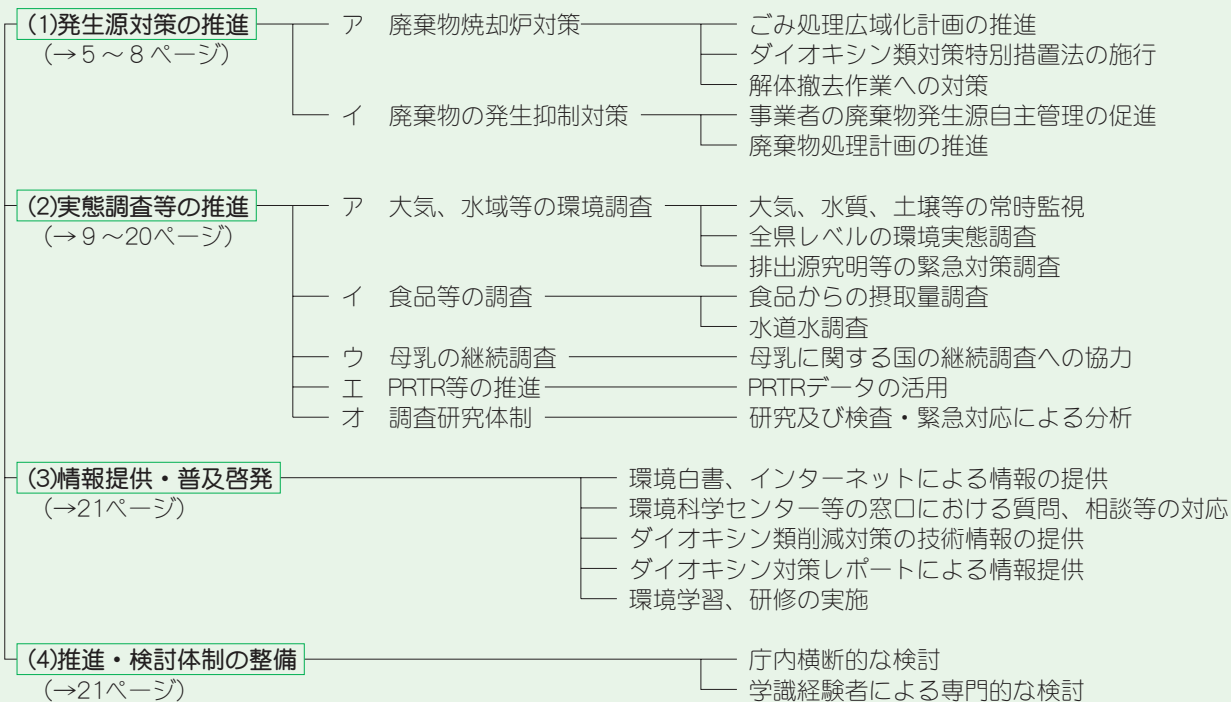 (1)発生源対策の推進 ア 廃棄物焼却炉対策 ごみ処理広域化計画の推進
(→5～8ページ) ダイオキシン類対策特別措置法の施行
解体撤去作業への対策
イ 廃棄物の発生抑制対策 事業者の廃棄物発生源自主管理の促進
廃棄物処理計画の推進
(2)実態調査等の推進 ア 大気、水域等の環境調査 大気、水質、土壌等の常時監視
(→9～20ページ) 全県レベルの環境実態調査
排出源究明等の緊急対策調査
イ 食品等の調査 食品からの摂取量調査
水道水調査
ウ 母乳の継続調査 母乳に関する国の継続調査への協力
エ PRTR等の推進 PRTRデータの活用
オ 調査研究体制 研究及び検査・緊急対応による分析
(3)情報提供・普及啓発 環境白書、インターネットによる情報の提供
(→21ページ) 環境科学センター等の窓口における質問、相談等の対応
ダイオキシン類削減対策の技術情報の提供
ダイオキシン対策レポートによる情報提供
環境学習、研修の実施
(4)推進・検討体制の整備 庁内横断的な検討
(→21ページ) 学識経験者による専門的な検討